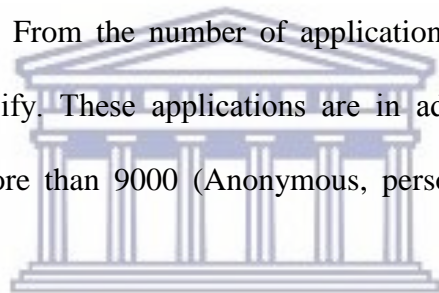 From the number of application
ify. These applications are in ac
ore than 9000 (Anonymous, perso